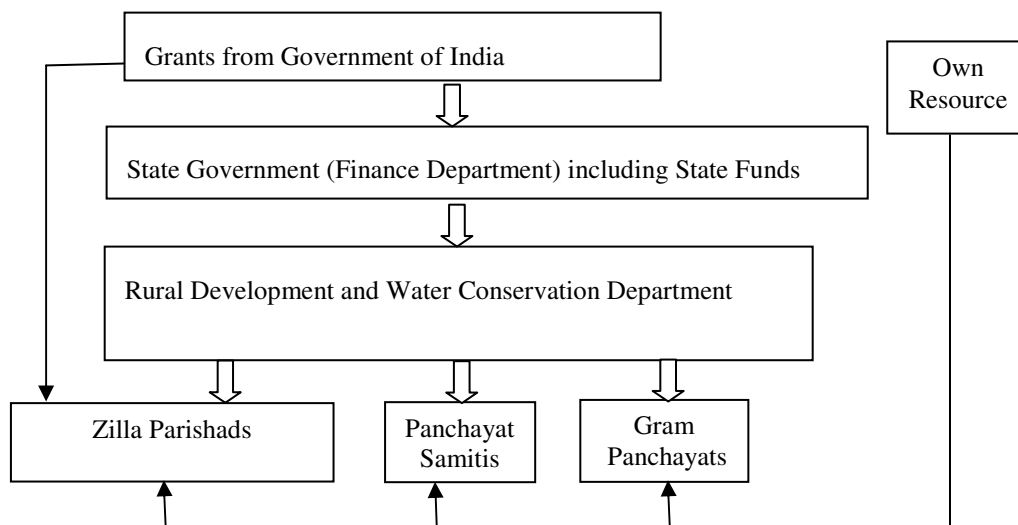 Grants from Government of India
Own
Resource
State Government (Finance Department) including State Funds
Rural Development and Water Conservation Department
Zilla Parishads
Panchayat
Samitis
Gram
Panchayats